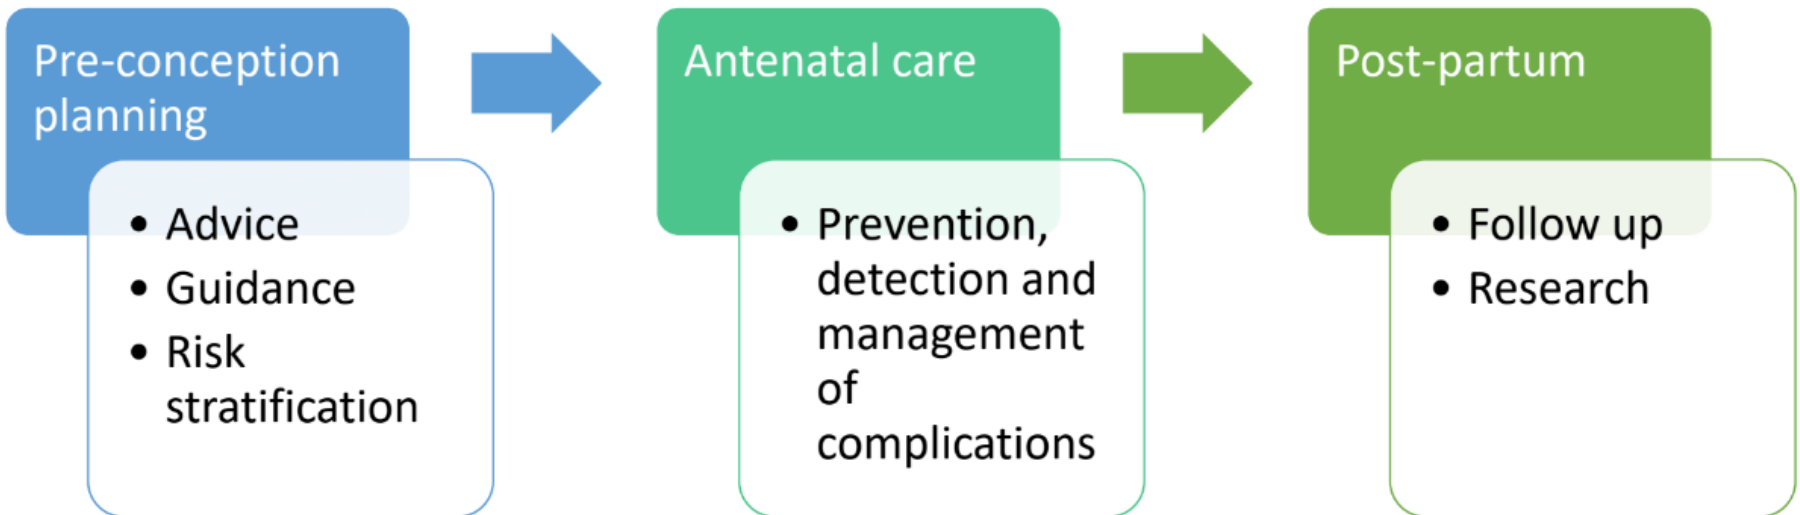 Pre-conception
planning
• Advice
• Guidance
• Risk
stratification
Antenatal care
• Prevention,
detection and
management
of
complications
Post-partum
• Follow up
• Research